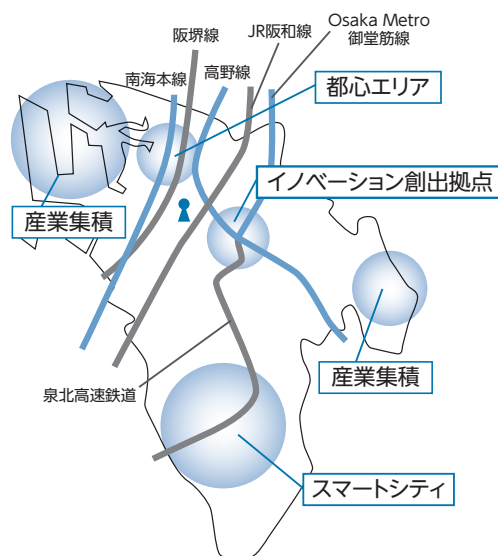 阪堺線
JR阪和線
Osaka Metro
御堂筋線
南海本線
高野線
都心エリア
イノベーション創出拠点
産業集積
産業集積
泉北高速鉄道
スマートシティ